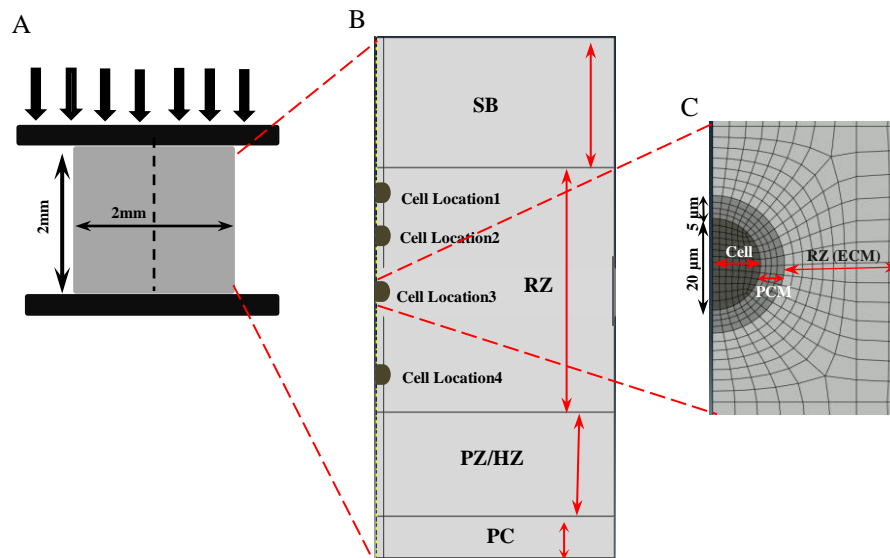 A
2mm
2mm
B
SB
Cell Location1
Cell Location2
Cell Location3
RZ
Cell Location4
PZ/HZ
PC
C
5 μm
20 μm
Cell
PCM
RZ (ECM)